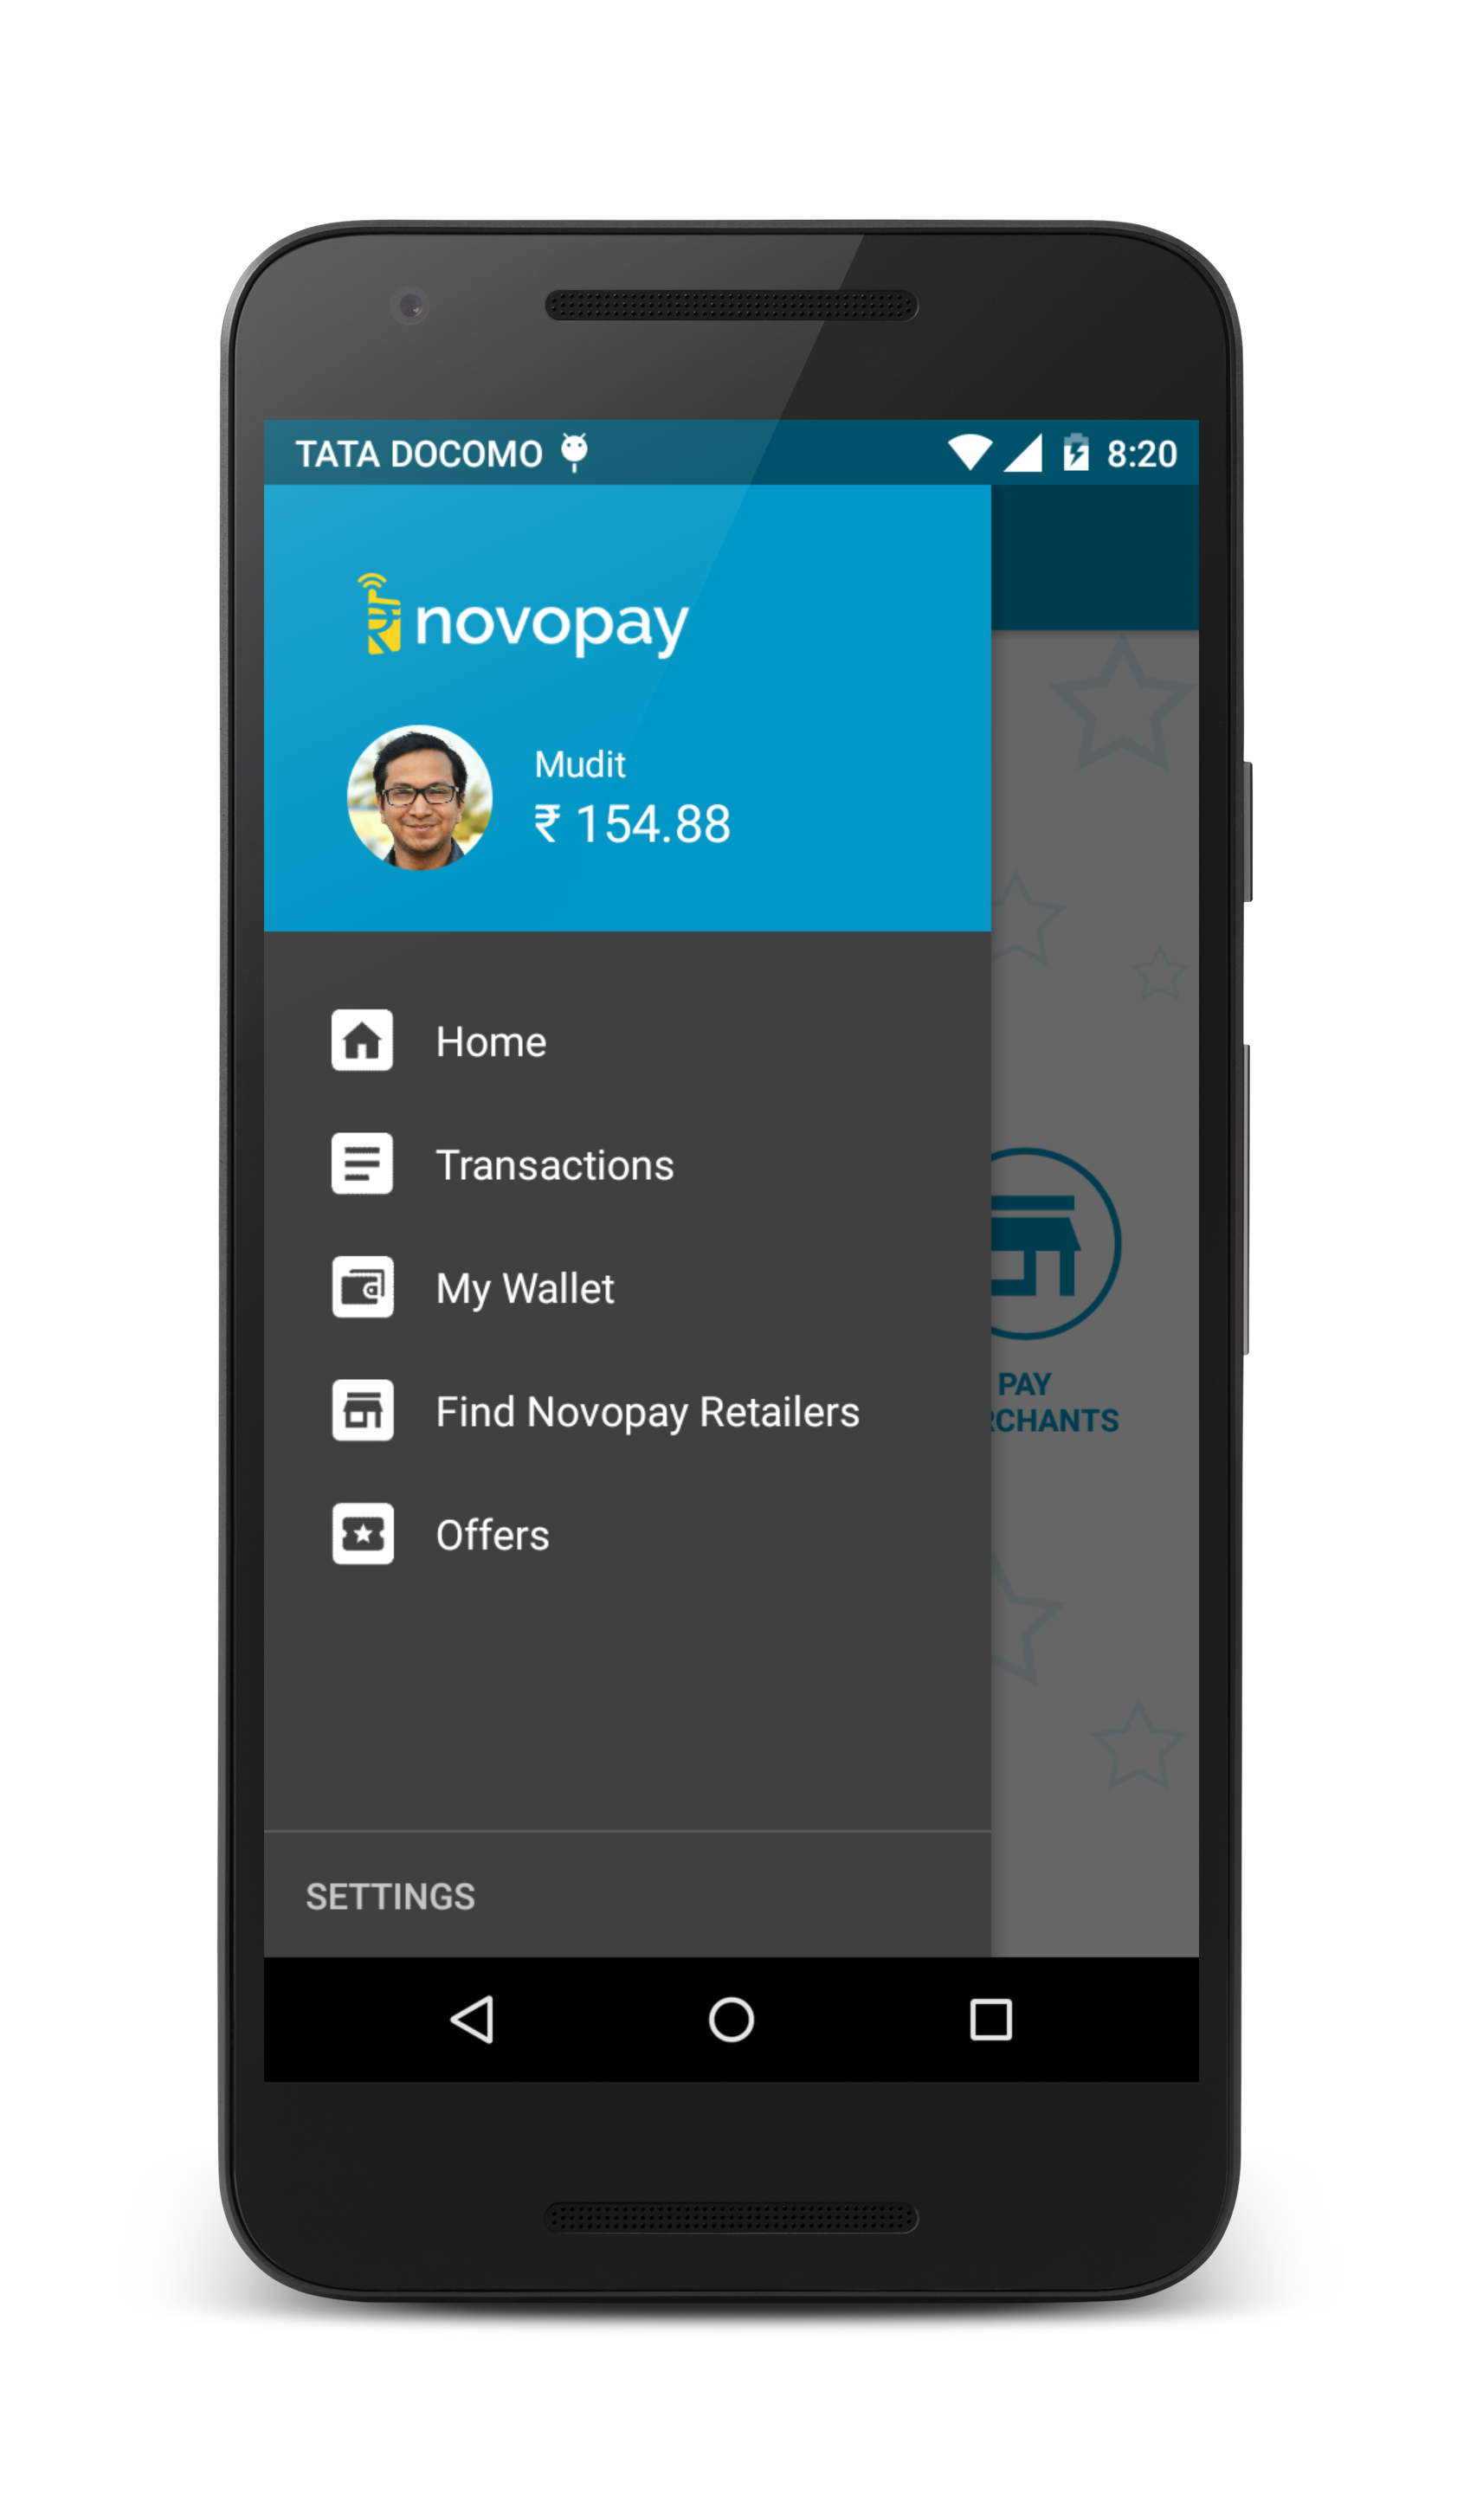 TATA DOCOMO 8:20
novopay
Mudit
₹ 154.88
Home
Transactions
My Wallet
Find Novopay Retailers
Offers
PAY
CHANTS
SETTINGS